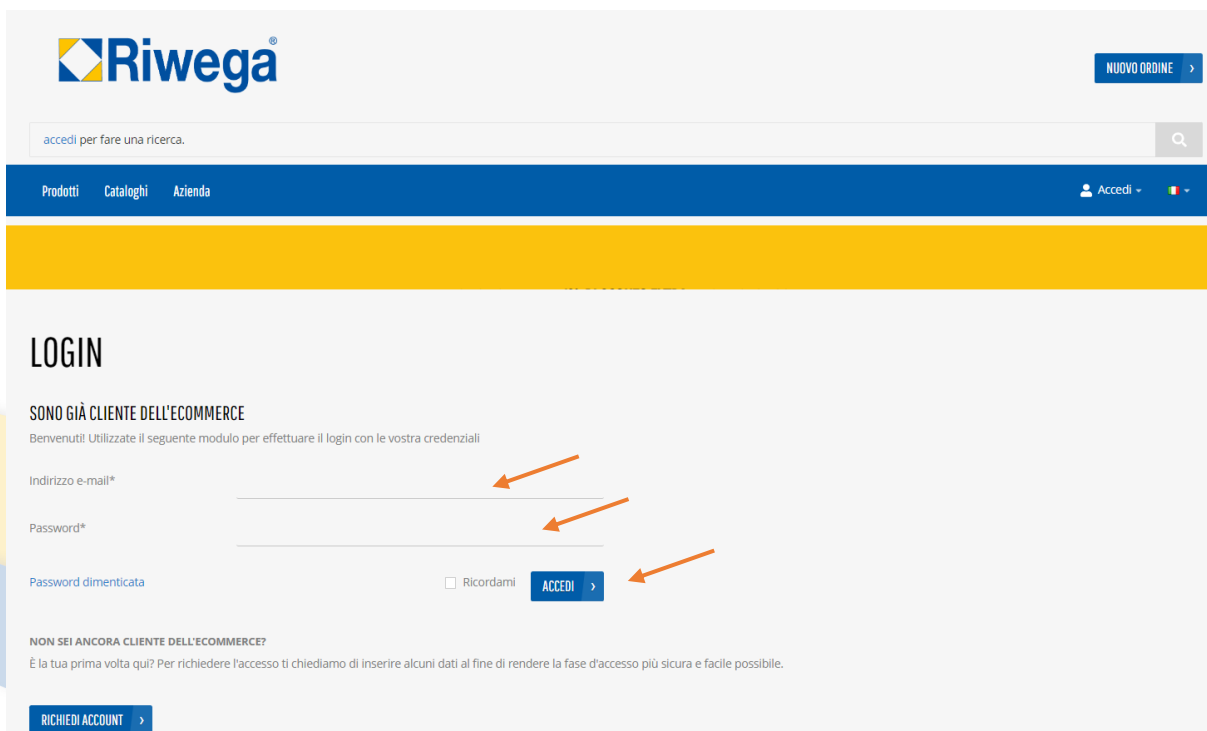 Riwega®
NUOVO ORDINE
accedi per fare una ricerca.
Prodotti Cataloghi Azienda Accedi
LOGIN
SONO GIÀ CLIENTE DELL'ECOMMERCE
Benvenuti! Utilizzate il seguente modulo per effettuare il login con le vostra credenziali
Indirizzo e-mail*
Password*
Password dimenticata Ricordami ACCEDI
NON SEI ANCORA CLIENTE DELL'ECOMMERCE?
È la tua prima volta qui? Per richiedere l'accesso ti chiediamo di inserire alcuni dati al fine di rendere la fase d'accesso più sicura e facile possibile.
RICHIEDI ACCOUNT